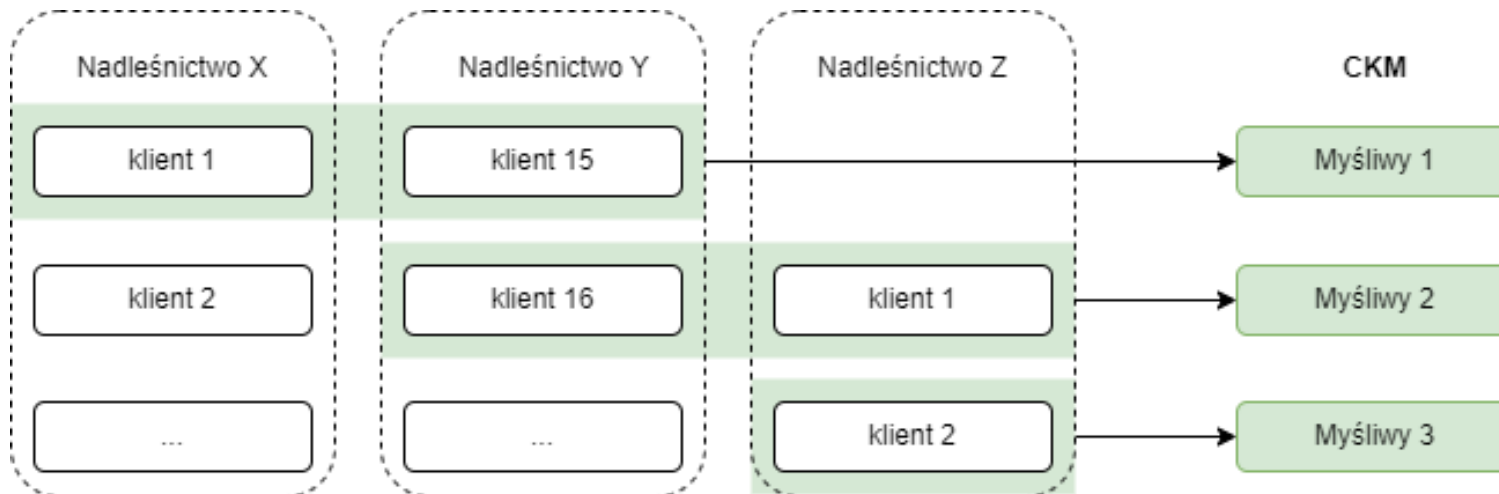 Nadleśnictwo X
Nadleśnictwo Y
Nadleśnictwo Z
CKM
klient 1
klient 15
Myśliwy 1
klient 2
klient 16
klient 1
Myśliwy 2
...
...
klient 2
Myśliwy 3